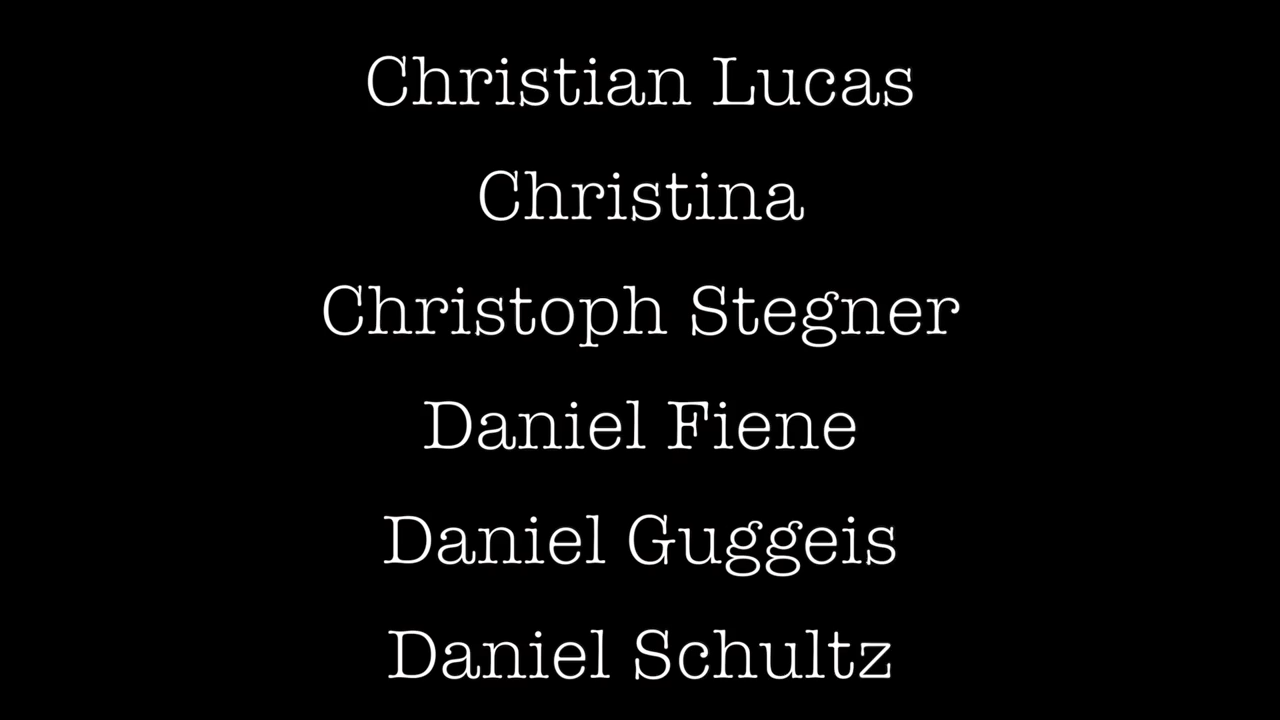 Christian Lucas
Christina
Christoph Stegner
Daniel Fiene
Daniel Guggeis
Daniel Schultz